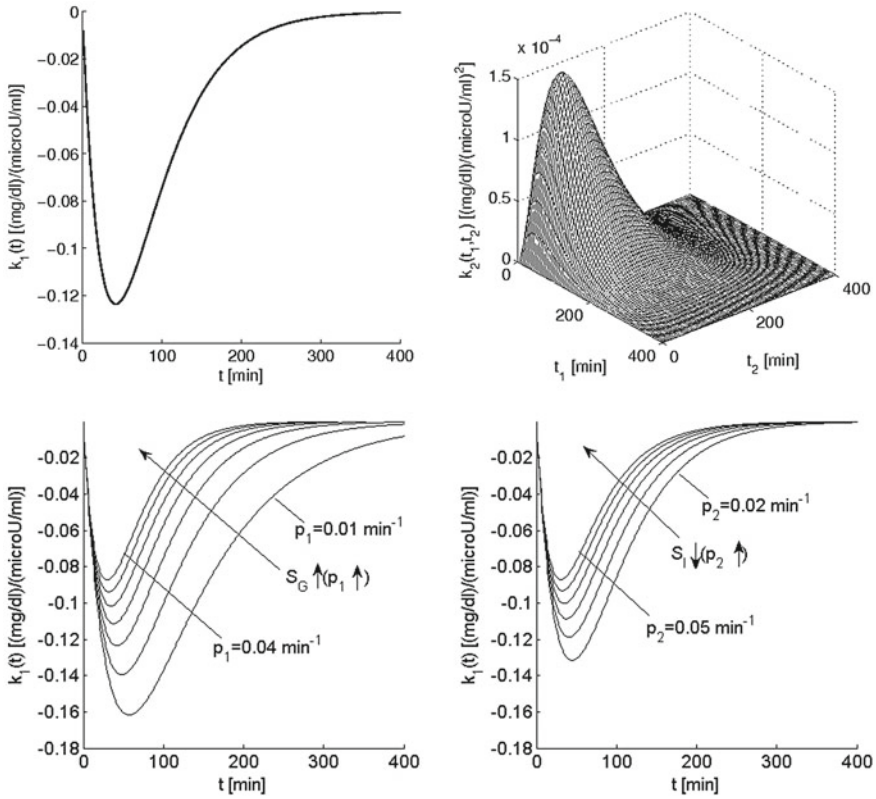 0
−0.02
−0.04
−0.06
−0.08
−0.1
−0.12
−0.14
0 100 200 300 400
t [min]
k₁(t) [(mg/dl)/(microU/ml)]
x 10⁻⁴
1.5
1
0.5
0
0
200
400
0
200
400
t₁ [min]
t₂ [min]
k₂(t₁,t₂) [(mg/dl)/(microU/ml)²]
-0.02
-0.04
-0.06
-0.08
-0.1
-0.12
-0.14
-0.16
-0.18
0 100 200 300 400
t [min]
k₁(t) [(mg/dl)/(microU/ml)]
p₁=0.01 min⁻¹
S_G ↑(p₁ ↑)
p₁=0.04 min⁻¹
-0.02
-0.04
-0.06
-0.08
-0.1
-0.12
-0.14
-0.16
-0.18
0 100 200 300 400
t [min]
k₁(t) [(mg/dl)/(microU/ml)]
p₂=0.02 min⁻¹
S_I ↓(p₂ ↑)
p₂=0.05 min⁻¹